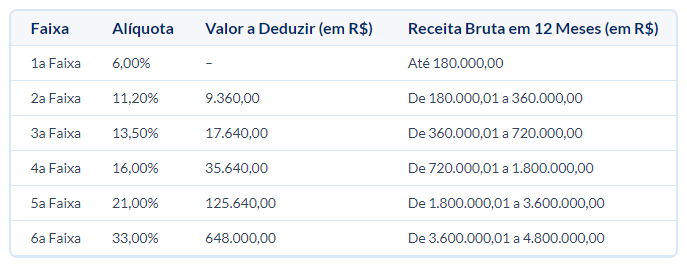 Faixa Alíquota Valor a Deduzir (em R$) Receita Bruta em 12 Meses (em R$)
1a Faixa 6,00% – Até 180.000,00
2a Faixa 11,20% 9.360,00 De 180.000,01 a 360.000,00
3a Faixa 13,50% 17.640,00 De 360.000,01 a 720.000,00
4a Faixa 16,00% 35.640,00 De 720.000,01 a 1.800.000,00
5a Faixa 21,00% 125.640,00 De 1.800.000,01 a 3.600.000,00
6a Faixa 33,00% 648.000,00 De 3.600.000,01 a 4.800.000,00